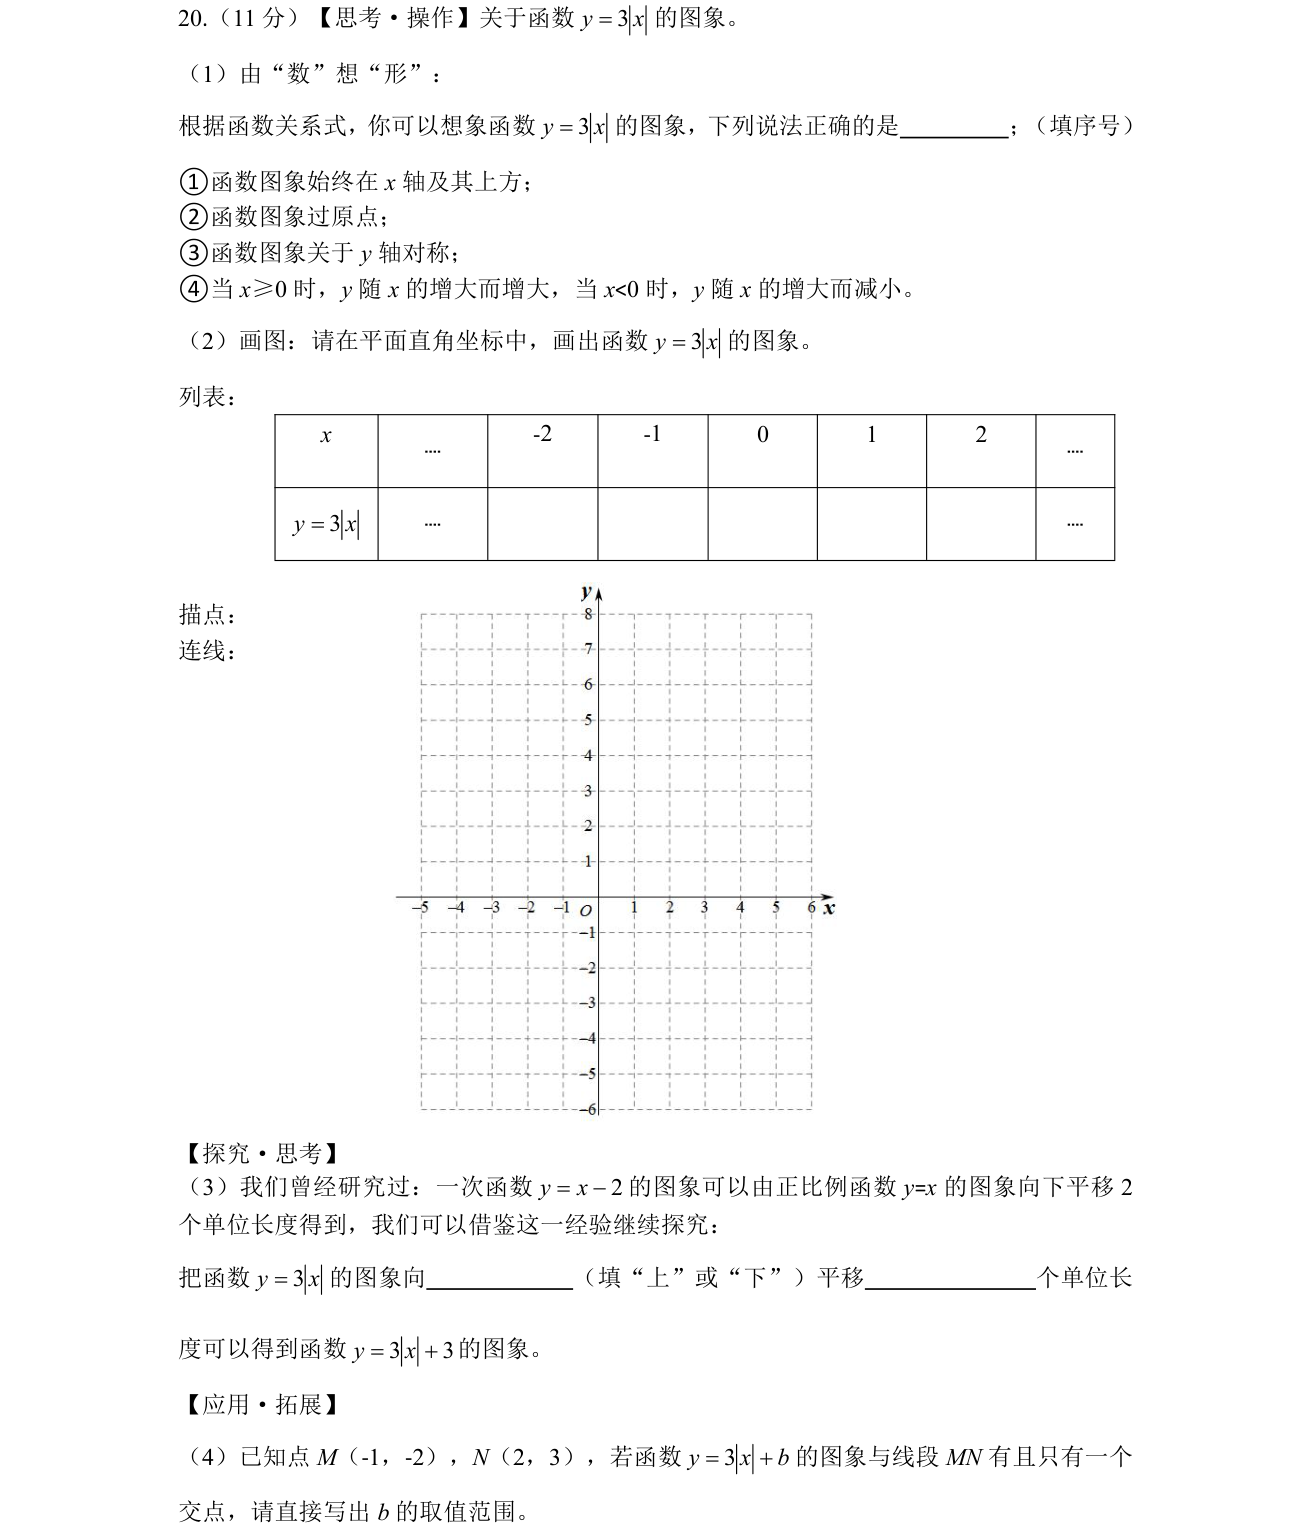 20.（11 分）【思考·操作】关于函数 y = 3|x| 的图象。
（1）由“数”想“形”：
根据函数关系式，你可以想象函数 y = 3|x| 的图象，下列说法正确的是_________；（填序号）
①函数图象始终在 x 轴及其上方；
②函数图象过原点；
③函数图象关于 y 轴对称；
④当 x≥0 时，y 随 x 的增大而增大，当 x<0 时，y 随 x 的增大而减小。
（2）画图：请在平面直角坐标中，画出函数 y = 3|x| 的图象。
列表：
x .... -2 -1 0 1 2 ....
y = 3|x| .... ....
描点：
连线：
y
8
7
6
5
4
3
2
1
–5 –4 –3 –2 –1 O 1 2 3 4 5 6 x
–1
–2
–3
–4
–5
–6
【探究·思考】
（3）我们曾经研究过：一次函数 y = x − 2 的图象可以由正比例函数 y=x 的图象向下平移 2
个单位长度得到，我们可以借鉴这一经验继续探究：
把函数 y = 3|x| 的图象向____________（填“上”或“下”）平移______________个单位长
度可以得到函数 y = 3|x| + 3 的图象。
【应用·拓展】
（4）已知点 M（-1，-2），N（2，3），若函数 y = 3|x| + b 的图象与线段 MN 有且只有一个
交点，请直接写出 b 的取值范围。